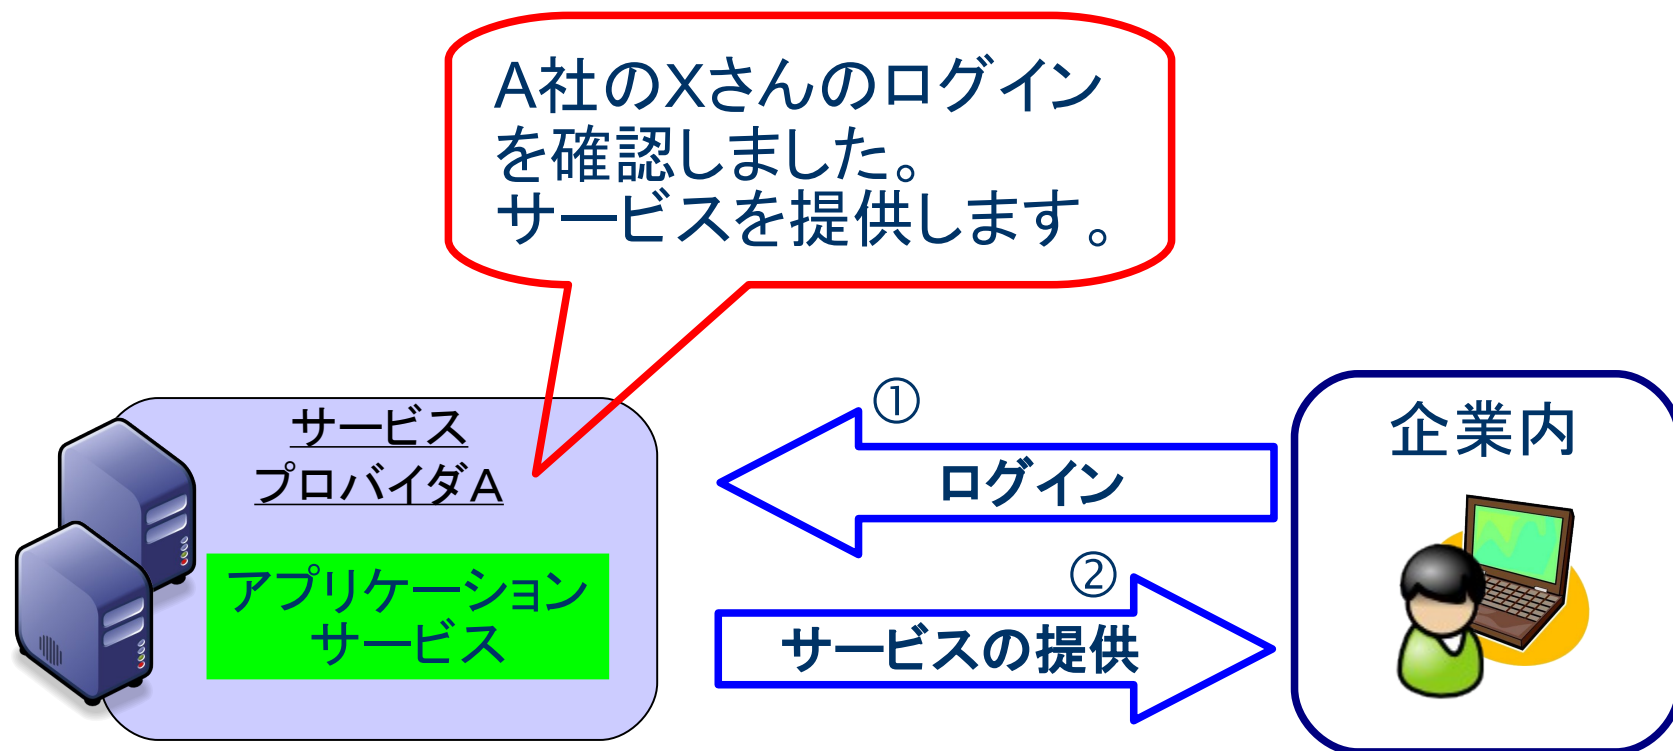 A社のXさんのログイン
を確認しました。
サービスを提供します。
サービス
プロバイダA
アプリケーション
サービス
①
ログイン
②
サービスの提供
企業内